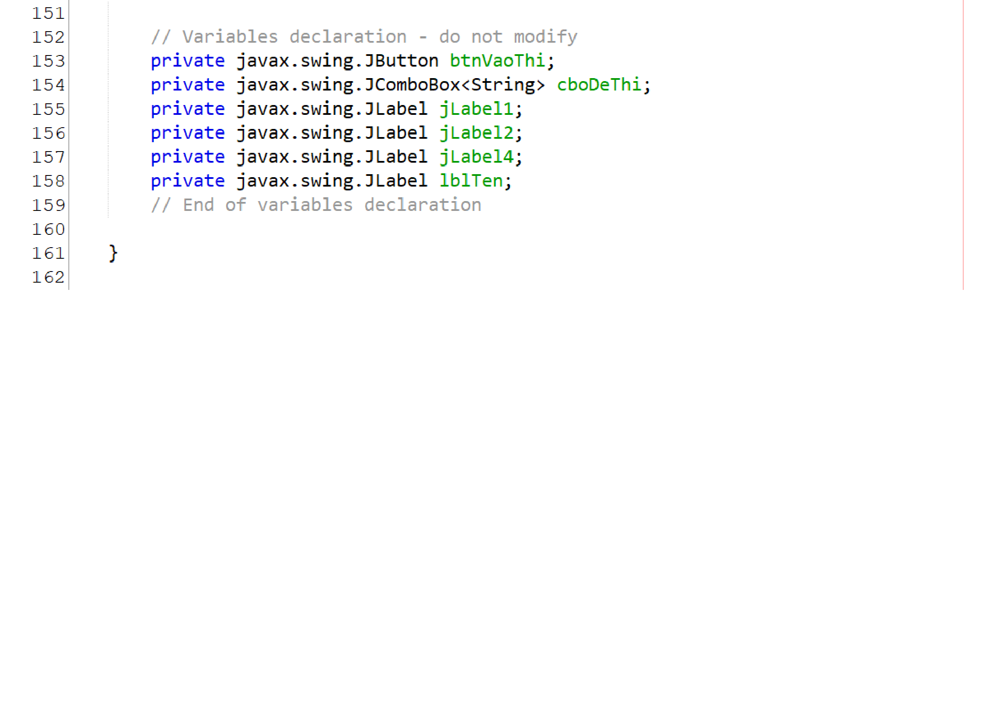 151
152 // Variables declaration - do not modify
153 private javax.swing.JButton btnVaoThi;
154 private javax.swing.JComboBox<String> cboDeThi;
155 private javax.swing.JLabel jLabel1;
156 private javax.swing.JLabel jLabel2;
157 private javax.swing.JLabel jLabel4;
158 private javax.swing.JLabel lblTen;
159 // End of variables declaration
160
161 }
162